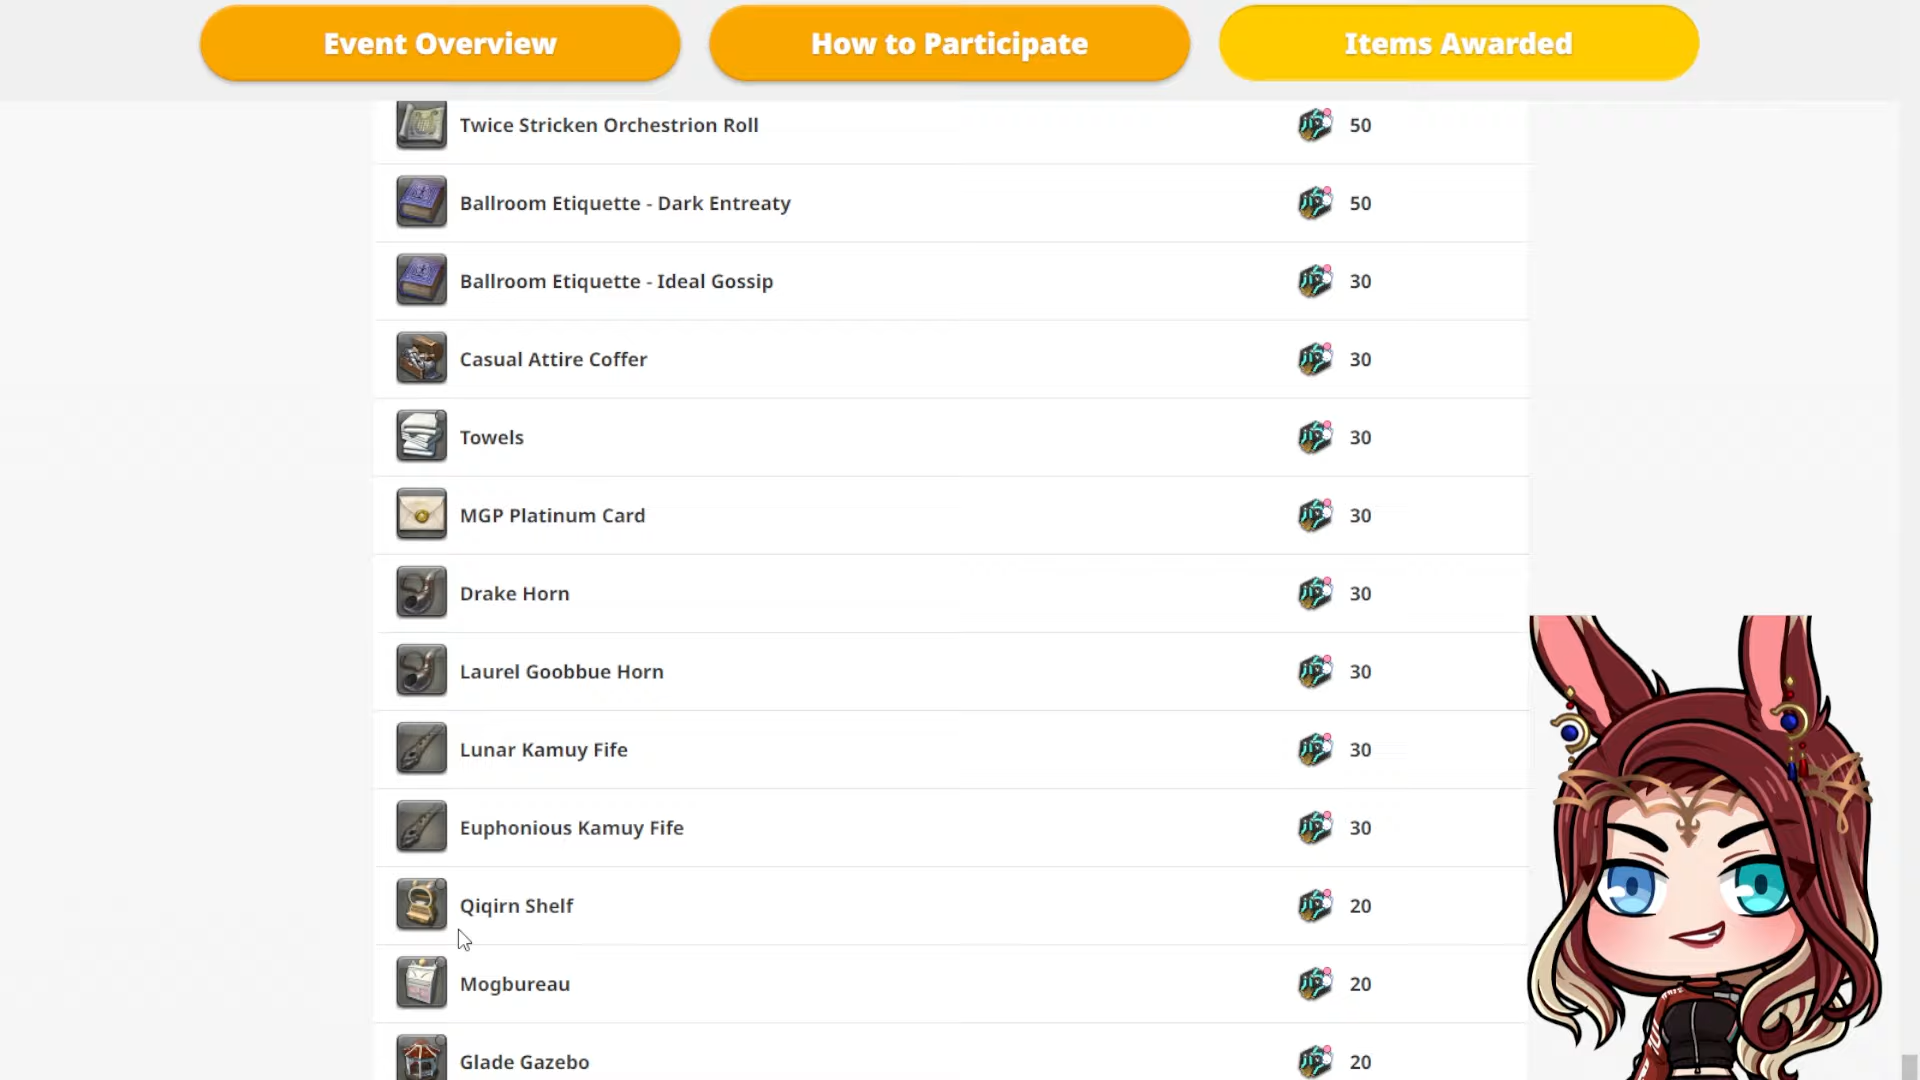 Event Overview
How to Participate
Items Awarded
Twice Stricken Orchestrion Roll 50
Ballroom Etiquette - Dark Entreaty 50
Ballroom Etiquette - Ideal Gossip 30
Casual Attire Coffer 30
Towels 30
MGP Platinum Card 30
Drake Horn 30
Laurel Goobbue Horn 30
Lunar Kamuy Fife 30
Euphonious Kamuy Fife 30
Qiqirn Shelf 20
Mogbureau 20
Glade Gazebo 20